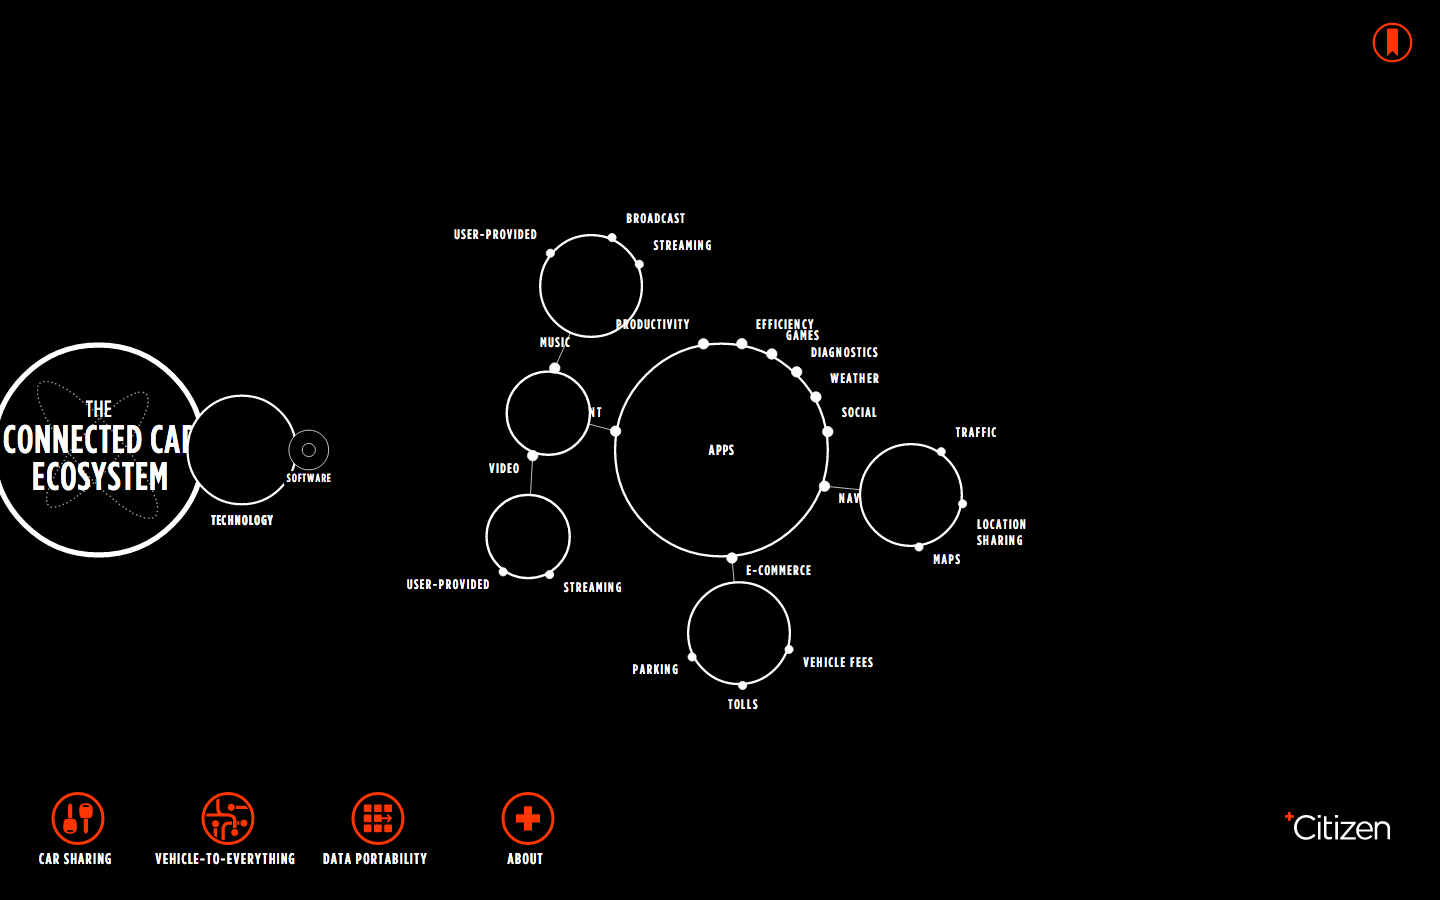 BROADCAST
USER-PROVIDED
STREAMING
PRODUCTIVITY
EFFICIENCY
GAMES
MUSIC
DIAGNOSTICS
WEATHER
THE
CONNECTED CAR
ECOSYSTEM
NT
SOCIAL
TRAFFIC
APPS
VIDEO
SOFTWARE
NAV
TECHNOLOGY
LOCATION
SHARING
MAPS
E-COMMERCE
USER-PROVIDED
STREAMING
PARKING
VEHICLE FEES
TOLLS
Citizen
CAR SHARING
VEHICLE-TO-EVERYTHING
DATA PORTABILITY
ABOUT